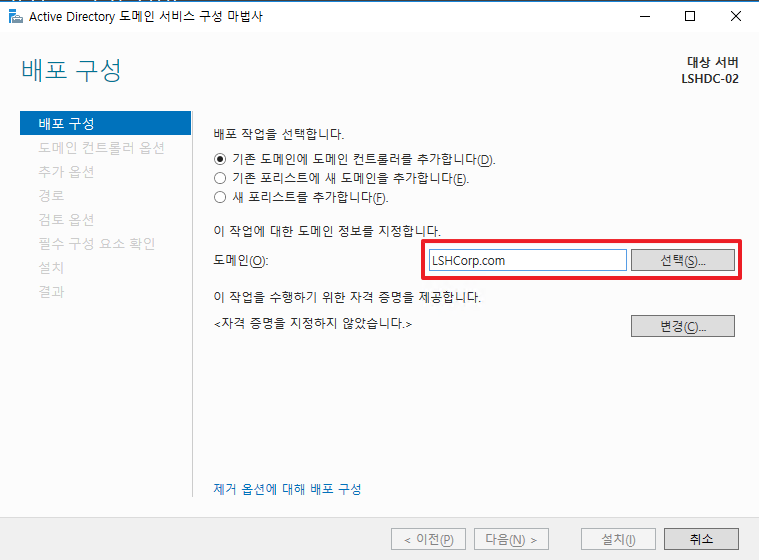 Active Directory 도메인 서비스 구성 마법사
배포 구성
대상 서버
LSHDC-02
배포 구성
도메인 컨트롤러 옵션
추가 옵션
경로
검토 옵션
필수 구성 요소 확인
설치
결과
배포 작업을 선택합니다.
기존 도메인에 도메인 컨트롤러를 추가합니다(D).
기존 포리스트에 새 도메인을 추가합니다(E).
새 포리스트를 추가합니다(F).
이 작업에 대한 도메인 정보를 지정합니다.
도메인(O):
LSHCorp.com
선택(S)...
이 작업을 수행하기 위한 자격 증명을 제공합니다.
<자격 증명을 지정하지 않았습니다.>
변경(C)...
제거 옵션에 대해 배포 구성
< 이전(P)
다음(N) >
설치(I)
취소